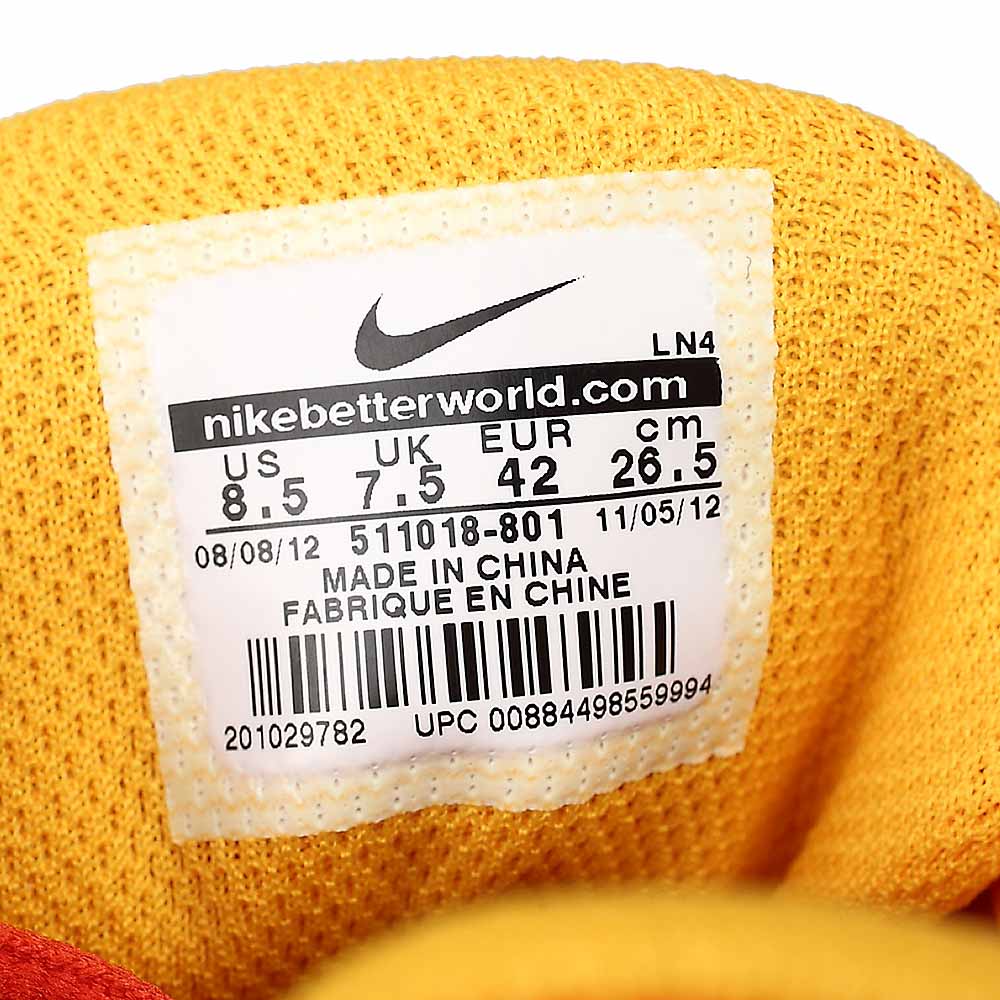 LN4
nikebetterworld.com
US UK EUR cm
8.5 7.5 42 26.5
08/08/12 511018-801 11/05/12
MADE IN CHINA
FABRIQUE EN CHINE
201029782 UPC 00884498559994